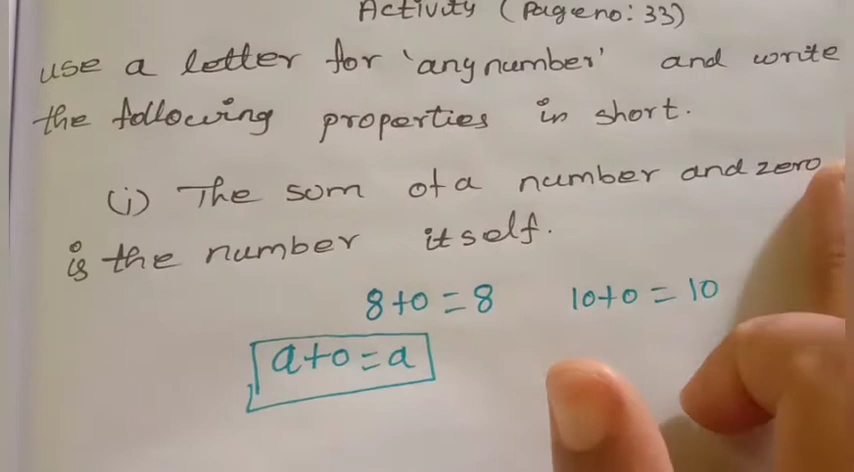 Activity (Page no: 33)
use a letter for 'any number' and write
the following properties in short.
(i) The sum of a number and zero
is the number itself.
8+0=8 10+0=10
a+0=a